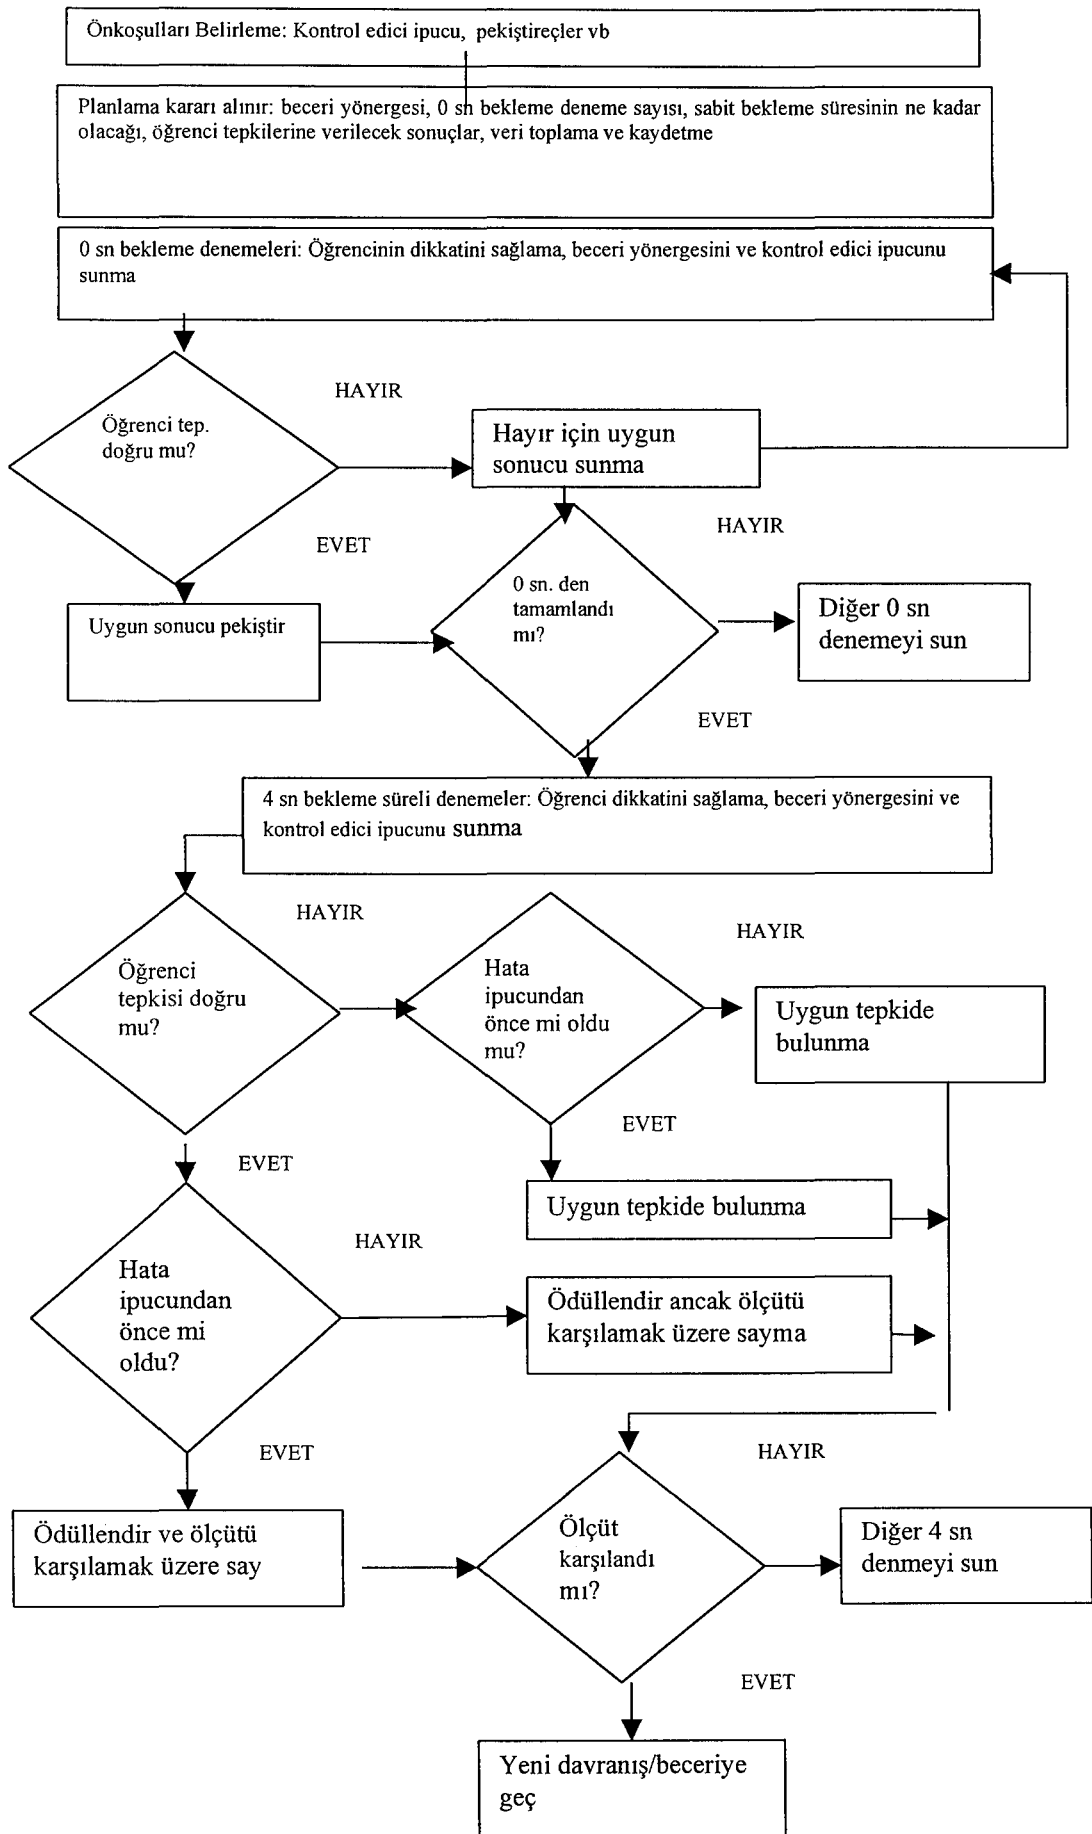 Önkoşulları Belirleme: Kontrol edici ipucu, pekiştireçler vb
Planlama kararı alınır: beceri yönergesi, 0 sn bekleme deneme sayısı, sabit bekleme süresinin ne kadar
olacağı, öğrenci tepkilerine verilecek sonuçlar, veri toplama ve kaydetme
0 sn bekleme denemeleri: Öğrencinin dikkatini sağlama, beceri yönergesini ve kontrol edici ipucunu
sunma
HAYIR
Öğrenci tep.
doğru mu?
Hayır için uygun
sonucu sunma
HAYIR
EVET
0 sn. den
tamamlandı
mı?
Uygun sonucu pekiştir
Diğer 0 sn
denemeyi sun
EVET
4 sn bekleme süreli denemeler: Öğrenci dikkatini sağlama, beceri yönergesini ve
kontrol edici ipucunu sunma
HAYIR
HAYIR
Öğrenci
tepkisi doğru
mu?
Hata
ipucundan
önce mi oldu
mu?
Uygun tepkide
bulunma
EVET
EVET
Uygun tepkide bulunma
HAYIR
Hata
ipucundan
önce mi
oldu?
Ödüllendir ancak ölçütü
karşılamak üzere sayma
EVET
HAYIR
Ödüllendir ve ölçütü
karşılamak üzere say
Ölçüt
karşılandı
mı?
Diğer 4 sn
denmeyi sun
EVET
Yeni davranış/beceriye
geç